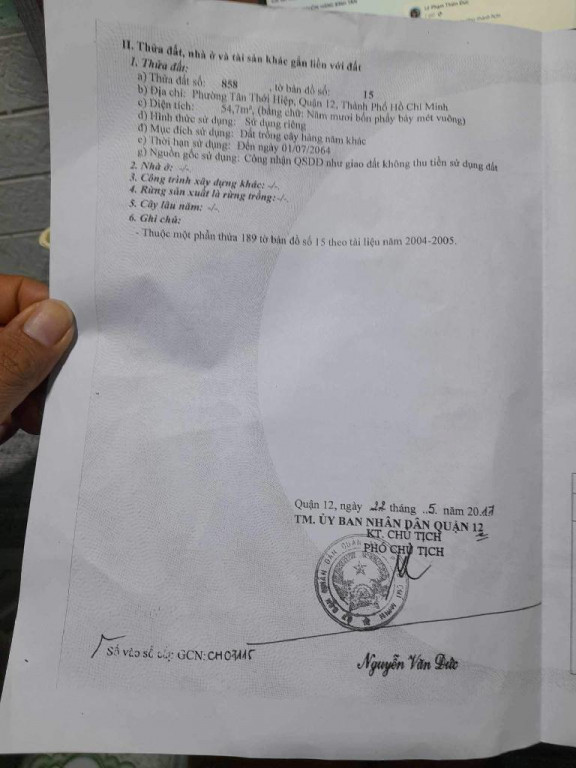 Lê Phạm Thiên Đức
II. Thửa đất, nhà ở và tài sản khác gắn liền với đất
1. Thửa đất:
a) Thửa đất số: 858 , tờ bản đồ số: 15
b) Địa chỉ: Phường Tân Thới Hiệp, Quận 12, Thành Phố Hồ Chí Minh
c) Diện tích: 54,7m², (bằng chữ: Năm mươi bốn phẩy bảy mét vuông)
d) Hình thức sử dụng: Sử dụng riêng
đ) Mục đích sử dụng: Đất trồng cây hàng năm khác
e) Thời hạn sử dụng: Đến ngày 01/07/2064
g) Nguồn gốc sử dụng: Công nhận QSDĐ như giao đất không thu tiền sử dụng đất
2. Nhà ở: -/-.
3. Công trình xây dựng khác: -/-.
4. Rừng sản xuất là rừng trồng: -/-.
5. Cây lâu năm: -/-.
6. Ghi chú:
- Thuộc một phần thửa 189 tờ bản đồ số 15 theo tài liệu năm 2004-2005.
Quận 12, ngày 22 tháng ..5. năm 2017
TM. ỦY BAN NHÂN DÂN QUẬN 12
KT. CHỦ TỊCH
PHÓ CHỦ TỊCH
Số vào sổ cấp GCN: CH07115
Nguyễn Văn Đức